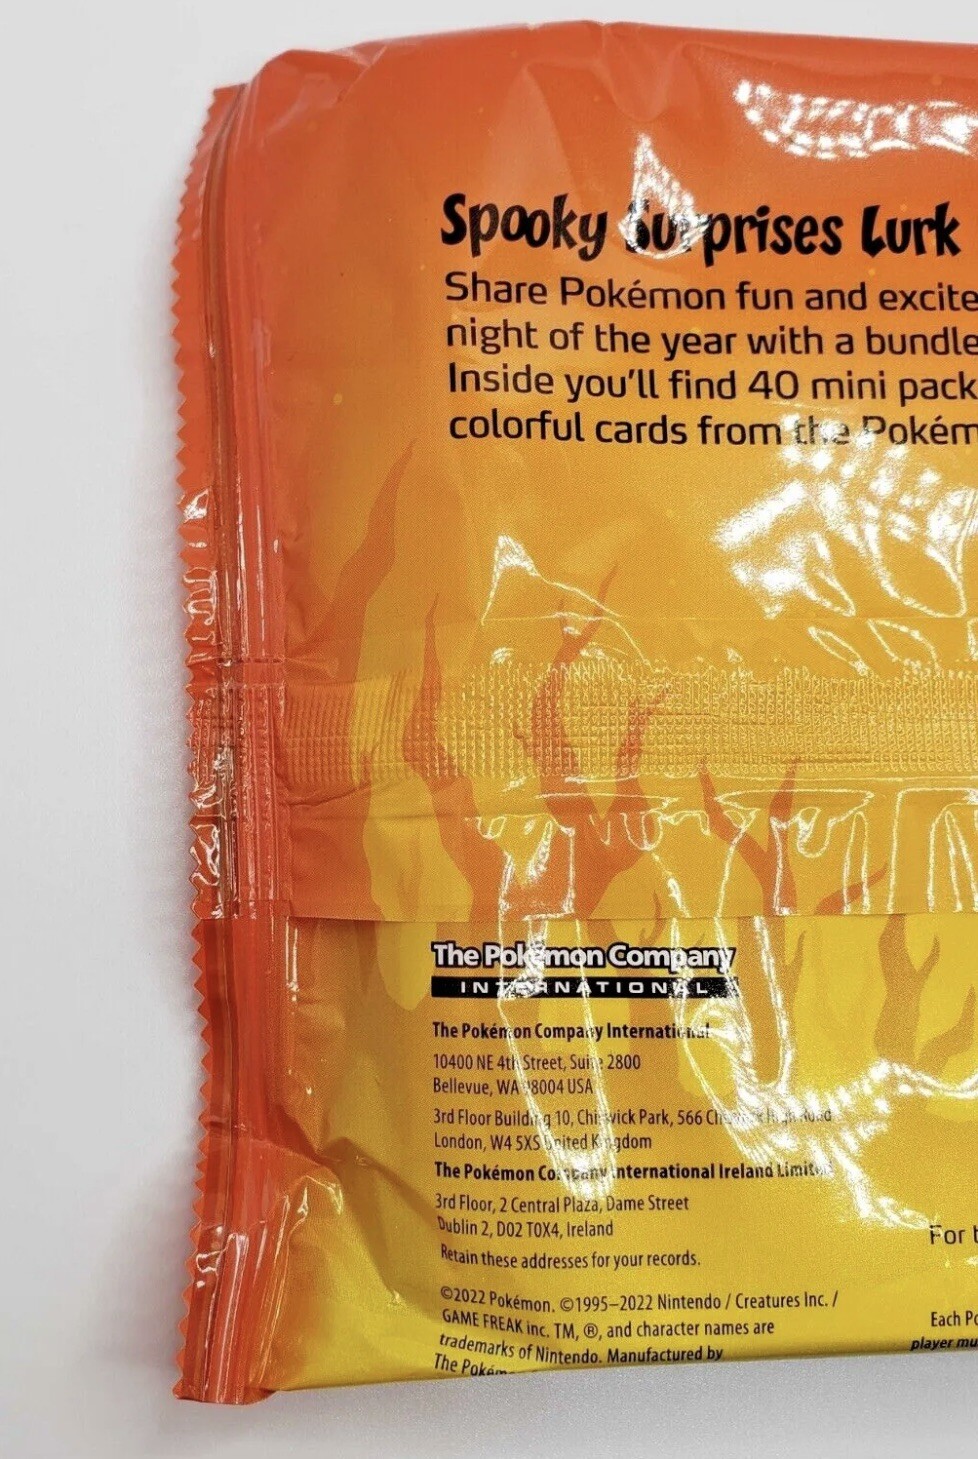 Spooky Surprises Lurk
Share Pokémon fun and excite
night of the year with a bundle
Inside you'll find 40 mini pack
colorful cards from the Pokém
The Pokémon Company
INTERNATIONAL
The Pokémon Company International
10400 NE 4th Street, Suite 2800
Bellevue, WA 98004 USA
3rd Floor Building 10, Chiswick Park, 566 Chiswick High Road
London, W4 5XS United Kingdom
The Pokémon Company International Ireland Limited
3rd Floor, 2 Central Plaza, Dame Street
Dublin 2, D02 T0X4, Ireland
Retain these addresses for your records.
For t
©2022 Pokémon. ©1995–2022 Nintendo / Creatures Inc. /
GAME FREAK inc. TM, ®, and character names are
trademarks of Nintendo. Manufactured by
The Pokém
Each Po
player mu